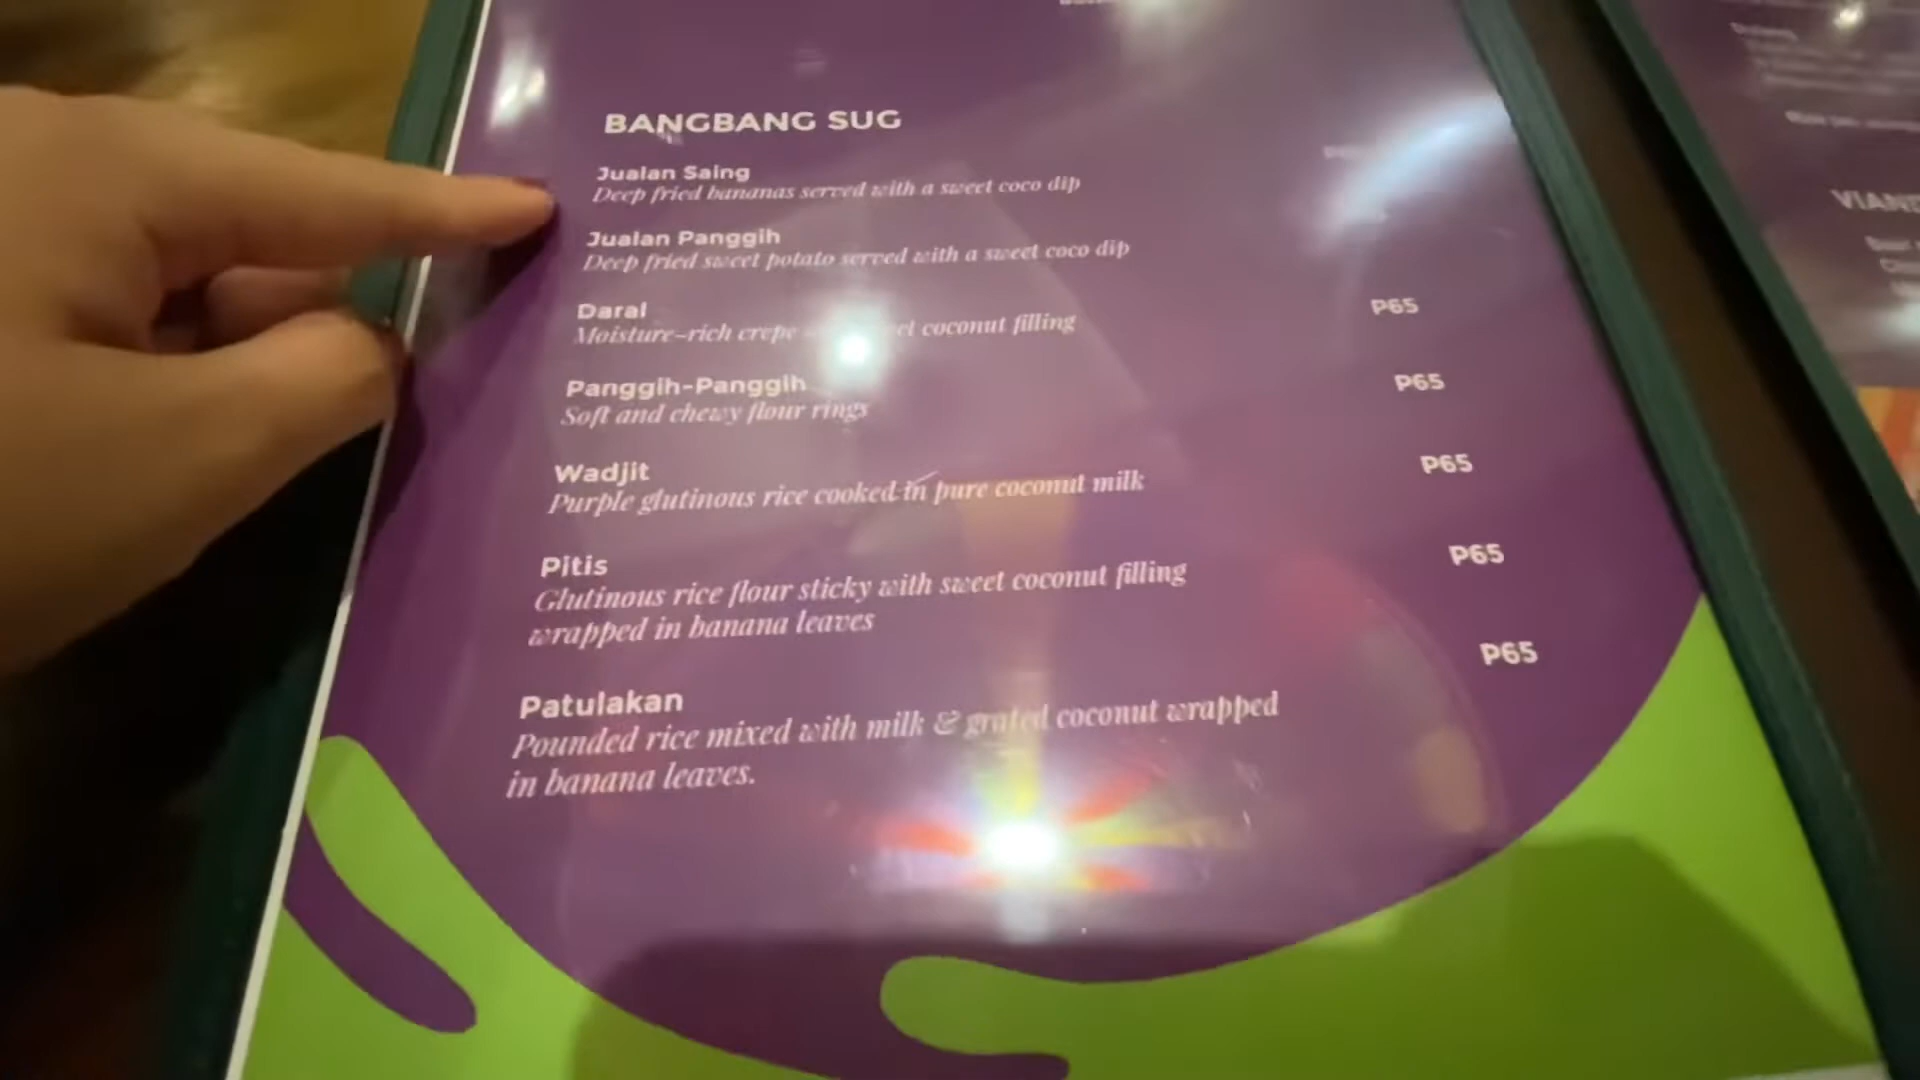 BANGBANG SUG
Jualan Saing
Deep fried bananas served with a sweet coco dip
Jualan Panggih
Deep fried sweet potato served with a sweet coco dip
Daral
P65
Moisture-rich crepe coconut filling
Panggih-Panggih
P65
Soft and chewy flour rings
Wadjit
P65
Purple glutinous rice cooked in pure coconut milk
Pitis
P65
Glutinous rice flour sticky with sweet coconut filling
wrapped in banana leaves
Patulakan
P65
Pounded rice mixed with milk & grated coconut wrapped
in banana leaves.
VIAND